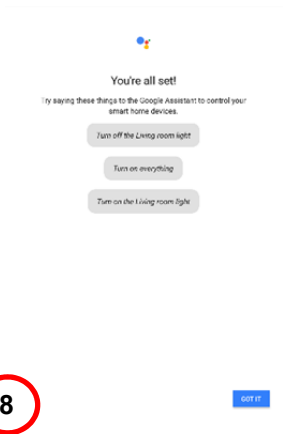 You're all set!
Try saying these things to the Google Assistant to control your
smart home devices.
Turn off the Living room light
Turn on everything
Turn on the Living room light
8
GOT IT